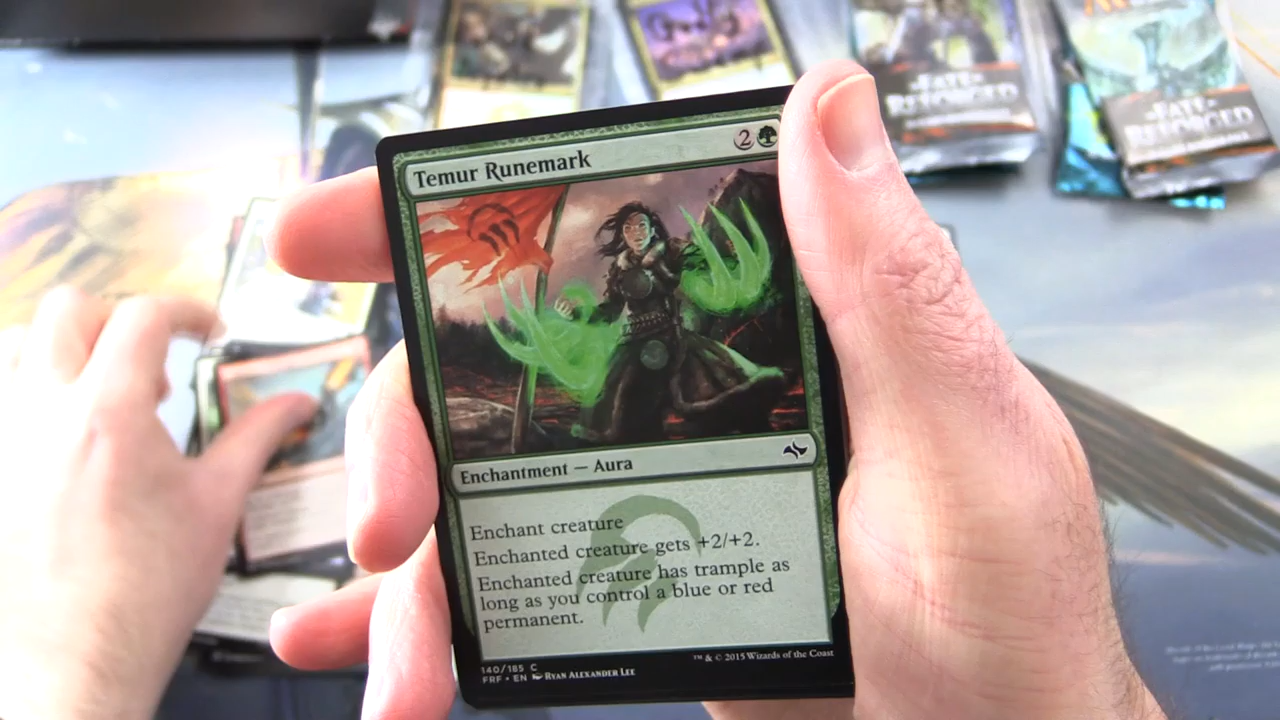 FATE
REFORGED
FATE
REFORGED
Temur Runemark
2
Enchantment — Aura
Enchant creature
Enchanted creature gets +2/+2.
Enchanted creature has trample as
long as you control a blue or red
permanent.
140/185 C
FRF • EN RYAN ALEXANDER LEE
™ & © 2015 Wizards of the Coast